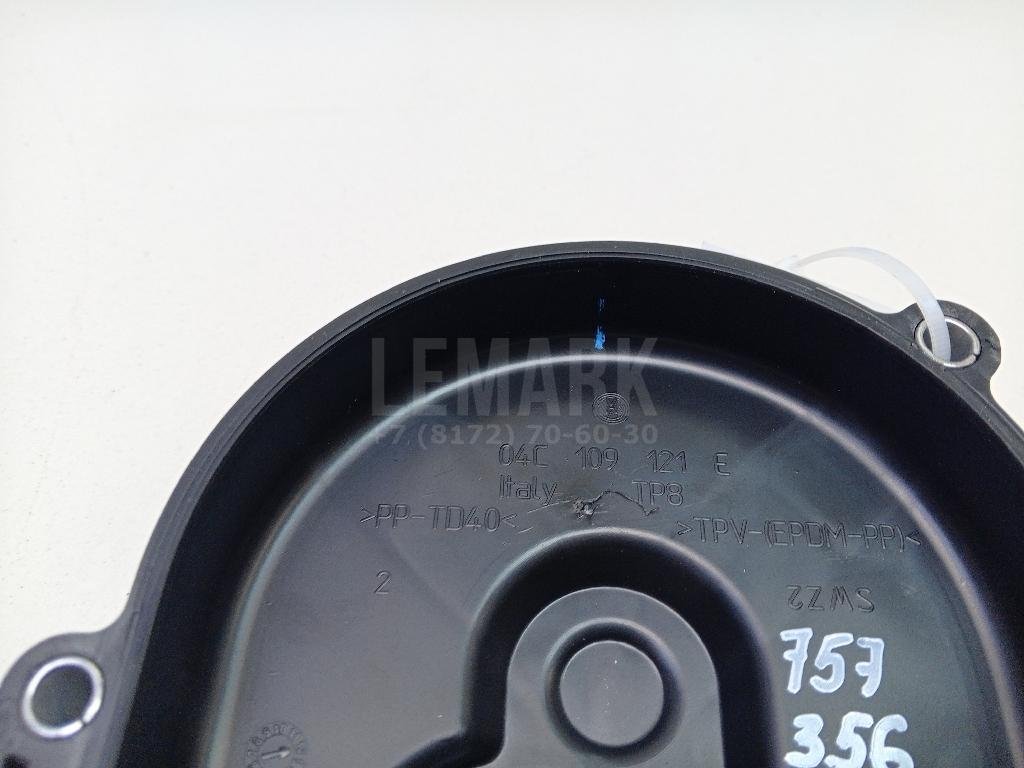 LEMARK
+7 (8172) 70-60-30
04C 109 121 E
Italy TP8
>PP-TD40<
>TPV-(EPDM-PP)<
2
SWZ2
757
356